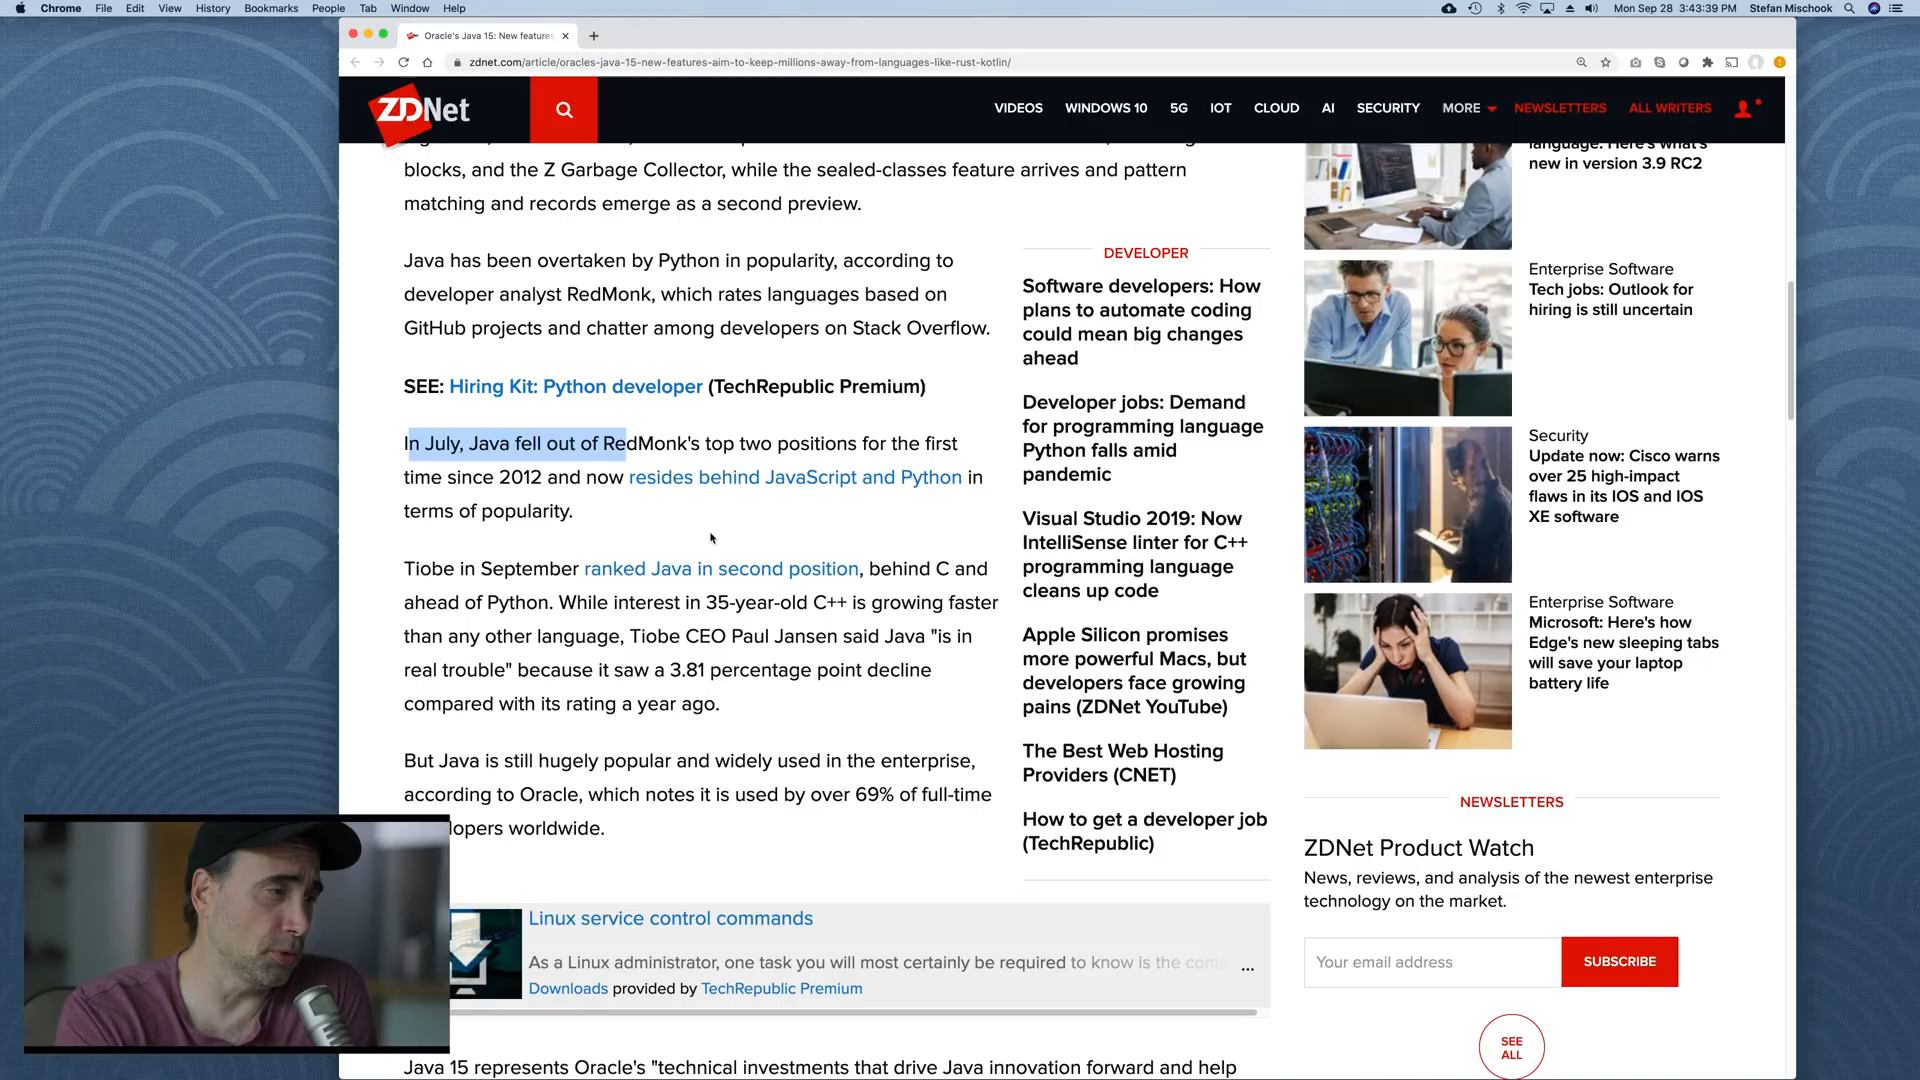 Chrome File Edit View History Bookmarks People Tab Window Help
Mon Sep 28 3:43:39 PM Stefan Mischook
Oracle's Java 15: New features
zdnet.com/article/oracles-java-15-new-features-aim-to-keep-millions-away-from-languages-like-rust-kotlin/
ZDNet
VIDEOS WINDOWS 10 5G IOT CLOUD AI SECURITY MORE NEWSLETTERS ALL WRITERS
blocks, and the Z Garbage Collector, while the sealed-classes feature arrives and pattern
matching and records emerge as a second preview.
Java has been overtaken by Python in popularity, according to
developer analyst RedMonk, which rates languages based on
GitHub projects and chatter among developers on Stack Overflow.
SEE: Hiring Kit: Python developer (TechRepublic Premium)
In July, Java fell out of RedMonk's top two positions for the first
time since 2012 and now resides behind JavaScript and Python in
terms of popularity.
Tiobe in September ranked Java in second position, behind C and
ahead of Python. While interest in 35-year-old C++ is growing faster
than any other language, Tiobe CEO Paul Jansen said Java "is in
real trouble" because it saw a 3.81 percentage point decline
compared with its rating a year ago.
But Java is still hugely popular and widely used in the enterprise,
according to Oracle, which notes it is used by over 69% of full-time
lopers worldwide.
Linux service control commands
As a Linux administrator, one task you will most certainly be required to know is the
...
Downloads provided by TechRepublic Premium
Java 15 represents Oracle's "technical investments that drive Java innovation forward and help
DEVELOPER
Software developers: How
plans to automate coding
could mean big changes
ahead
Developer jobs: Demand
for programming language
Python falls amid
pandemic
Visual Studio 2019: Now
IntelliSense linter for C++
programming language
cleans up code
Apple Silicon promises
more powerful Macs, but
developers face growing
pains (ZDNet YouTube)
The Best Web Hosting
Providers (CNET)
How to get a developer job
(TechRepublic)
language: Here's what's
new in version 3.9 RC2
Enterprise Software
Tech jobs: Outlook for
hiring is still uncertain
Security
Update now: Cisco warns
over 25 high-impact
flaws in its IOS and IOS
XE software
Enterprise Software
Microsoft: Here's how
Edge's new sleeping tabs
will save your laptop
battery life
NEWSLETTERS
ZDNet Product Watch
News, reviews, and analysis of the newest enterprise
technology on the market.
Your email address
SUBSCRIBE
SEE
ALL